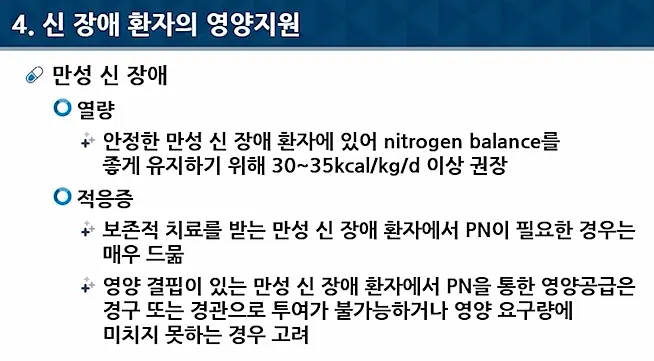 4. 신 장애 환자의 영양지원
만성 신 장애
열량
안정한 만성 신 장애 환자에 있어 nitrogen balance를
좋게 유지하기 위해 30~35kcal/kg/d 이상 권장
적응증
보존적 치료를 받는 만성 신 장애 환자에서 PN이 필요한 경우는
매우 드뭶
영양 결핍이 있는 만성 신 장애 환자에서 PN을 통한 영양공급은
경구 또는 경관으로 투여가 불가능하거나 영양 요구량에
미치지 못하는 경우 고려